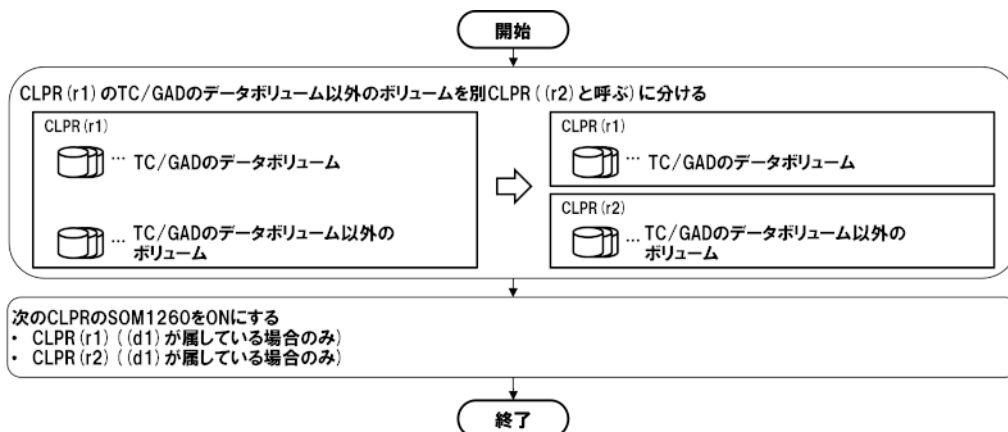 開始
CLPR(r1)のTC/GADのデータボリューム以外のボリュームを別CLPR((r2)と呼ぶ)に分ける
CLPR(r1)
… TC/GADのデータボリューム
… TC/GADのデータボリューム以外の
ボリューム
CLPR(r1)
… TC/GADのデータボリューム
CLPR(r2)
… TC/GADのデータボリューム以外の
ボリューム
次のCLPRのSOM1260をONにする
• CLPR(r1)((d1)が属している場合のみ)
• CLPR(r2)((d1)が属している場合のみ)
終了